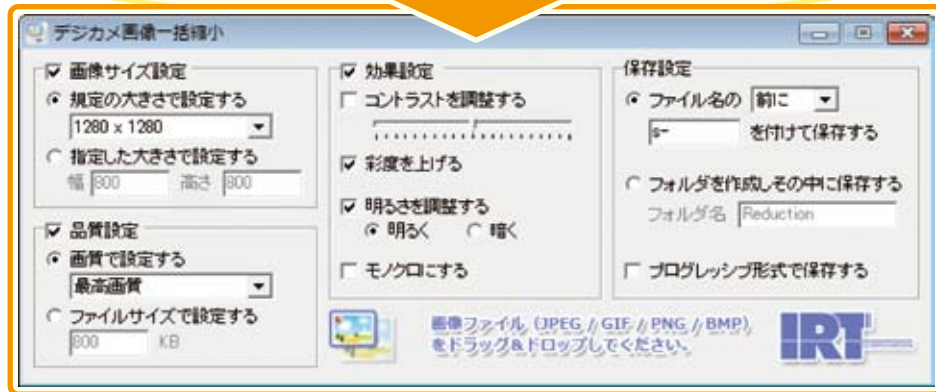 デジカメ画像一括縮小
画像サイズ設定
規定の大きさで設定する
1280 x 1280
指定した大きさで設定する
幅 800 高さ 800
品質設定
画質で設定する
最高画質
ファイルサイズで設定する
800 KB
効果設定
コントラストを調整する
彩度を上げる
明るさを調整する
明るく 暗く
モノクロにする
保存設定
ファイル名の 前に
s- を付けて保存する
フォルダを作成しその中に保存する
フォルダ名 Reduction
プログレッシブ形式で保存する
画像ファイル (JPEG / GIF / PNG / BMP)
をドラッグ&ドロップしてください。
IRT